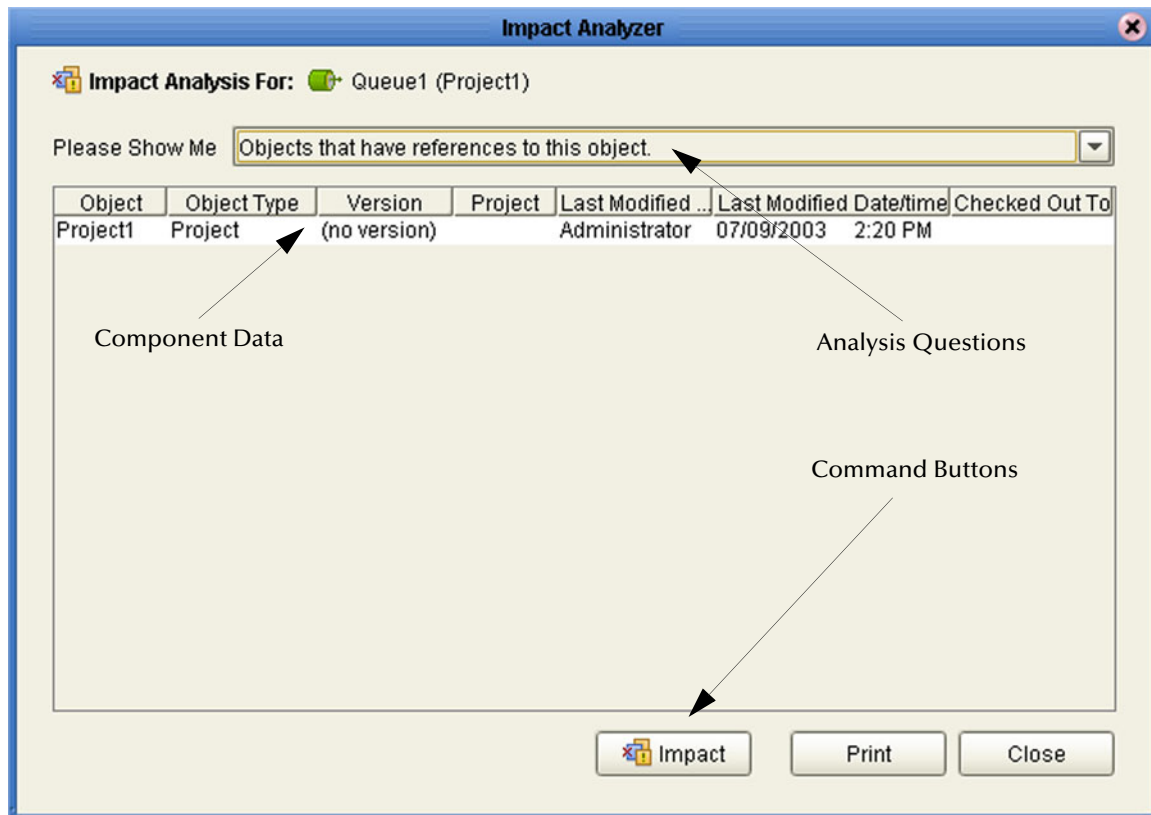 Impact Analyzer
Impact Analysis For: Queue1 (Project1)
Please Show Me Objects that have references to this object.
Object Object Type Version Project Last Modified ... Last Modified Date/time Checked Out To
Project1 Project (no version) Administrator 07/09/2003 2:20 PM
Component Data
Analysis Questions
Command Buttons
Impact Print Close